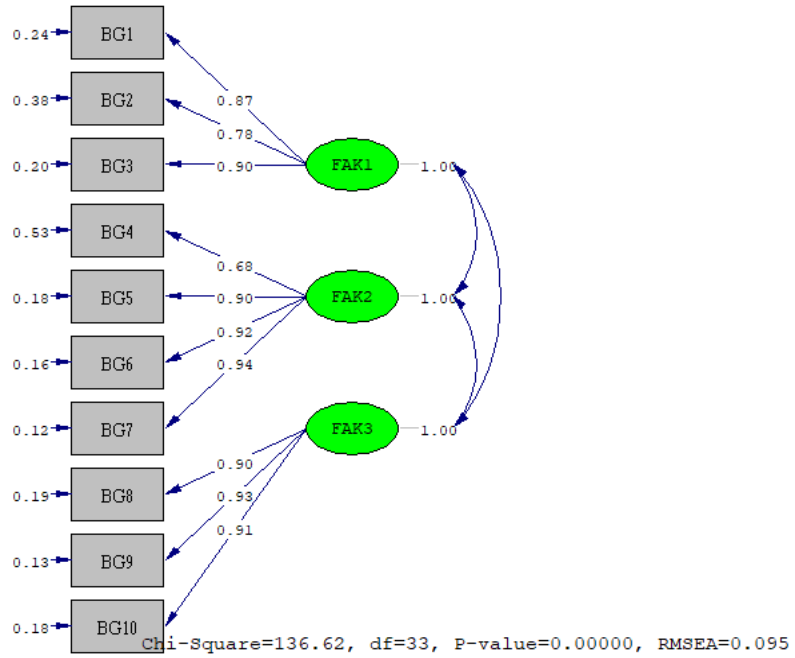 0.24 BG1
0.87
0.38 BG2
0.78
0.20 BG3 0.90 FAK1 1.00
0.53 BG4
0.68
0.18 BG5 0.90 FAK2 1.00
0.92
0.16 BG6 0.94
0.12 BG7 FAK3 1.00
0.90
0.19 BG8 0.93
0.91
0.13 BG9
0.18 BG10
Chi-Square=136.62, df=33, P-value=0.00000, RMSEA=0.095